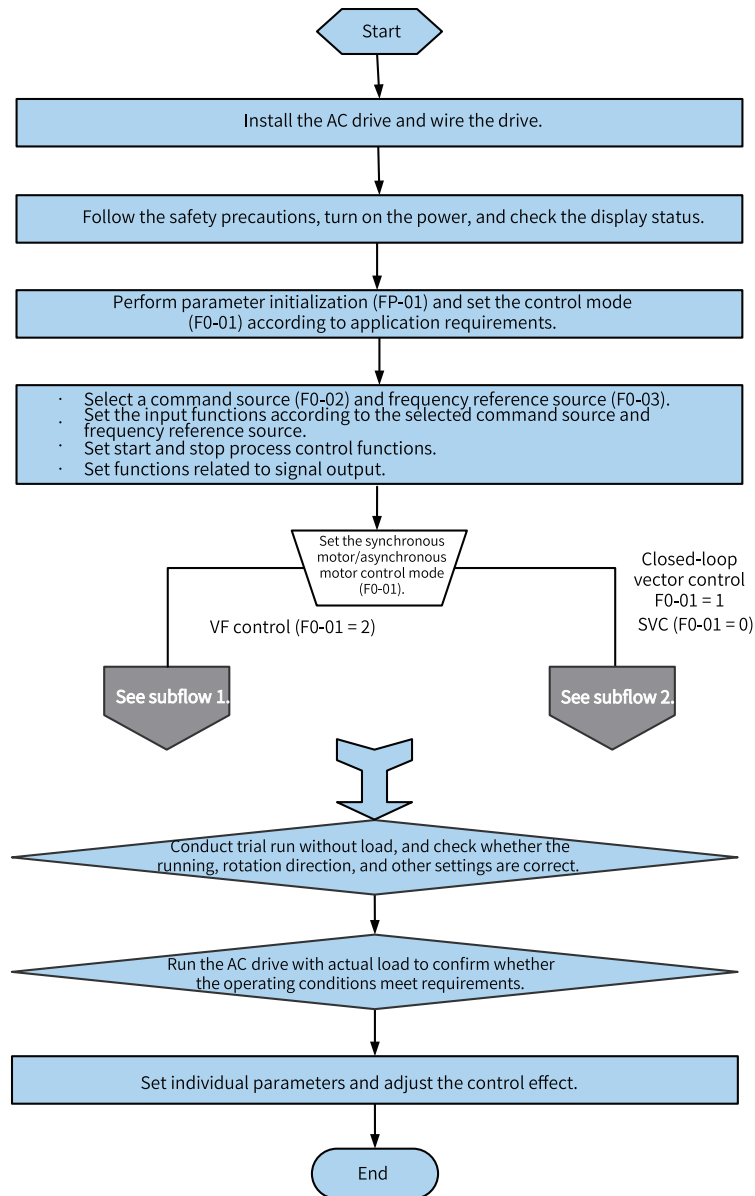 Start
Install the AC drive and wire the drive.
Follow the safety precautions, turn on the power, and check the display status.
Perform parameter initialization (FP-01) and set the control mode
(F0-01) according to application requirements.
· Select a command source (F0-02) and frequency reference source (F0-03).
· Set the input functions according to the selected command source and
frequency reference source.
· Set start and stop process control functions.
· Set functions related to signal output.
Set the synchronous
motor/asynchronous
motor control mode
(F0-01).
VF control (F0-01 = 2)
Closed-loop
vector control
F0-01 = 1
SVC (F0-01 = 0)
See subflow 1.
See subflow 2.
Conduct trial run without load, and check whether the
running, rotation direction, and other settings are correct.
Run the AC drive with actual load to confirm whether
the operating conditions meet requirements.
Set individual parameters and adjust the control effect.
End